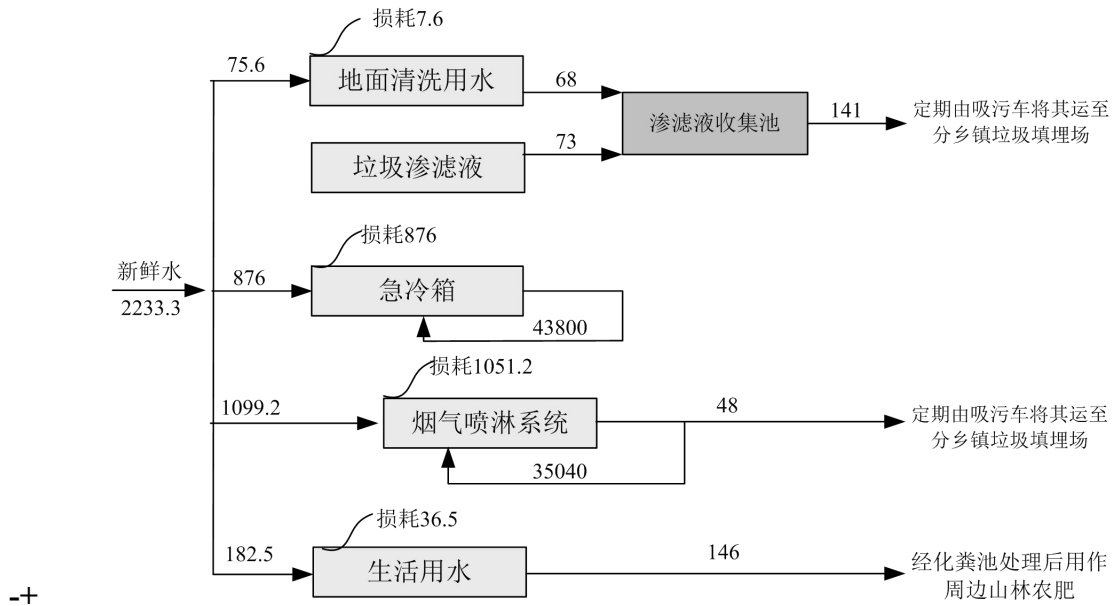 损耗7.6
75.6
地面清洗用水
68
渗滤液收集池
141
定期由吸污车将其运至
分乡镇垃圾填埋场
垃圾渗滤液
73
损耗876
新鲜水
2233.3
876
急冷箱
43800
损耗1051.2
1099.2
烟气喷淋系统
48
定期由吸污车将其运至
分乡镇垃圾填埋场
35040
损耗36.5
182.5
生活用水
146
经化粪池处理后用作
周边山林农肥
-+